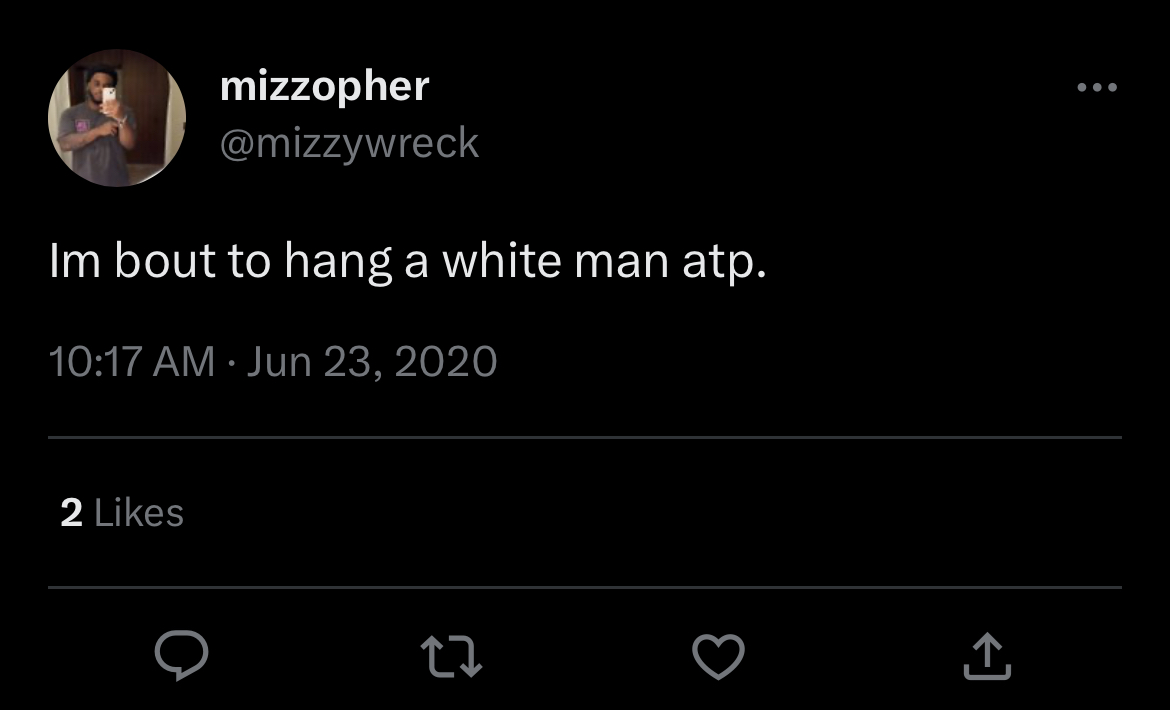 mizzopher
@mizzywreck
Im bout to hang a white man atp.
10:17 AM · Jun 23, 2020
2 Likes